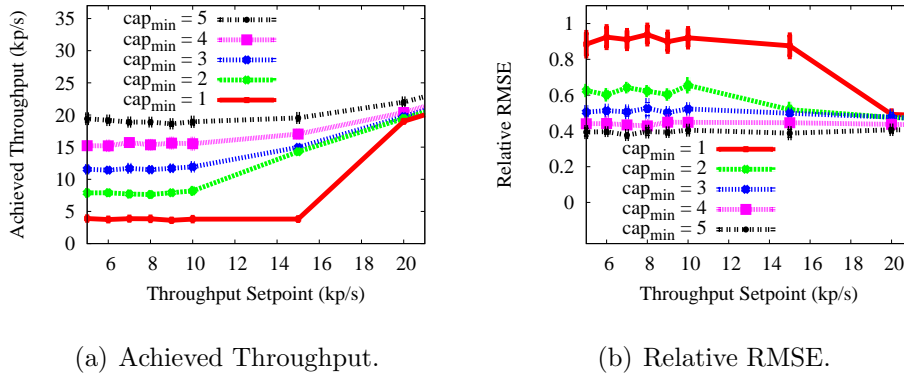 Achieved Throughput (kp/s)
35
30
25
20
15
10
5
0
cap_min = 5
cap_min = 4
cap_min = 3
cap_min = 2
cap_min = 1
6 8 10 12 14 16 18 20
Throughput Setpoint (kp/s)
(a) Achieved Throughput.
Relative RMSE
1
0.8
0.6
0.4
0.2
0
cap_min = 1
cap_min = 2
cap_min = 3
cap_min = 4
cap_min = 5
6 8 10 12 14 16 18 20
Throughput Setpoint (kp/s)
(b) Relative RMSE.